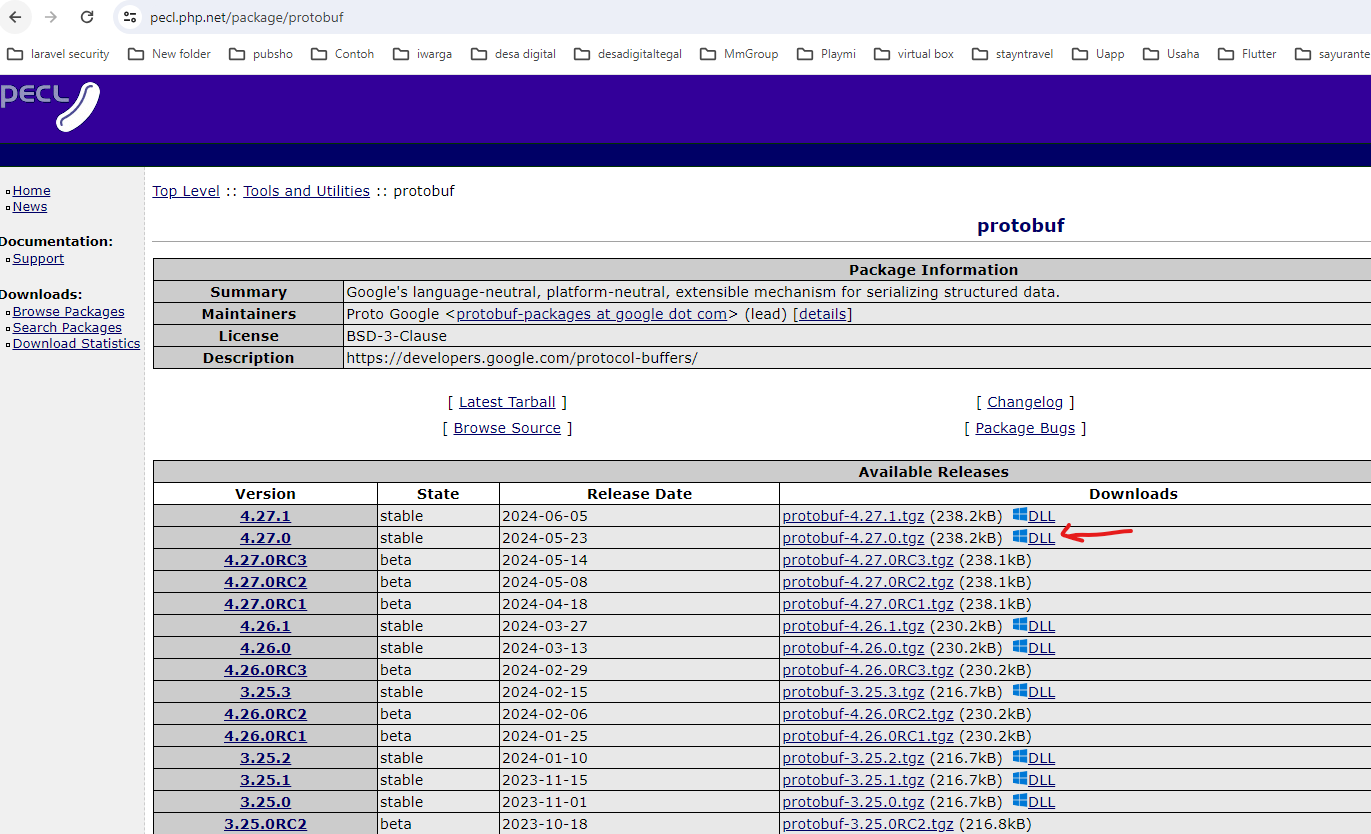 pecl.php.net/package/protobuf
laravel security New folder pubsho Contoh iwarga desa digital desadigitaltegal MmGroup Playmi virtual box stayntravel Uapp Usaha Flutter sayurante
PECL
Home
News
Documentation:
Support
Downloads:
Browse Packages
Search Packages
Download Statistics
Top Level :: Tools and Utilities :: protobuf
protobuf
Package Information
Summary Google's language-neutral, platform-neutral, extensible mechanism for serializing structured data.
Maintainers Proto Google <protobuf-packages at google dot com> (lead) [details]
License BSD-3-Clause
Description https://developers.google.com/protocol-buffers/
[ Latest Tarball ] [ Changelog ]
[ Browse Source ] [ Package Bugs ]
Available Releases
Version State Release Date Downloads
4.27.1 stable 2024-06-05 protobuf-4.27.1.tgz (238.2kB) DLL
4.27.0 stable 2024-05-23 protobuf-4.27.0.tgz (238.2kB) DLL
4.27.0RC3 beta 2024-05-14 protobuf-4.27.0RC3.tgz (238.1kB)
4.27.0RC2 beta 2024-05-08 protobuf-4.27.0RC2.tgz (238.1kB)
4.27.0RC1 beta 2024-04-18 protobuf-4.27.0RC1.tgz (238.1kB)
4.26.1 stable 2024-03-27 protobuf-4.26.1.tgz (230.2kB) DLL
4.26.0 stable 2024-03-13 protobuf-4.26.0.tgz (230.2kB) DLL
4.26.0RC3 beta 2024-02-29 protobuf-4.26.0RC3.tgz (230.2kB)
3.25.3 stable 2024-02-15 protobuf-3.25.3.tgz (216.7kB) DLL
4.26.0RC2 beta 2024-02-06 protobuf-4.26.0RC2.tgz (230.2kB)
4.26.0RC1 beta 2024-01-25 protobuf-4.26.0RC1.tgz (230.2kB)
3.25.2 stable 2024-01-10 protobuf-3.25.2.tgz (216.7kB) DLL
3.25.1 stable 2023-11-15 protobuf-3.25.1.tgz (216.7kB) DLL
3.25.0 stable 2023-11-01 protobuf-3.25.0.tgz (216.7kB) DLL
3.25.0RC2 beta 2023-10-18 protobuf-3.25.0RC2.tgz (216.8kB)